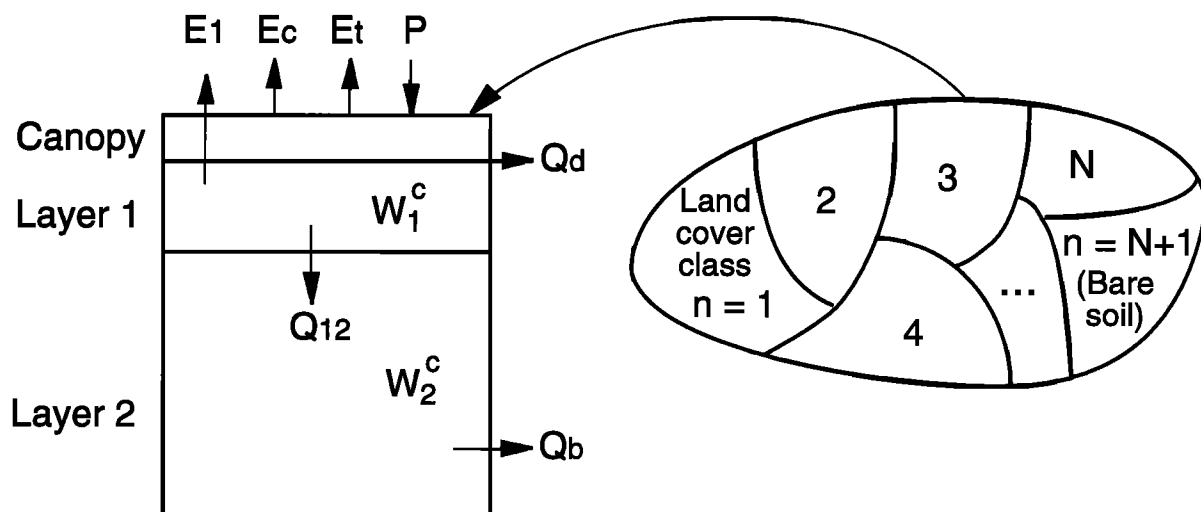 E1 Ec Et P
Canopy
Qd
Layer 1
W₁ᶜ
Q12
W₂ᶜ
Layer 2
Qb
Land
cover
class
n = 1
2
3
4
...
N
n = N+1
(Bare
soil)